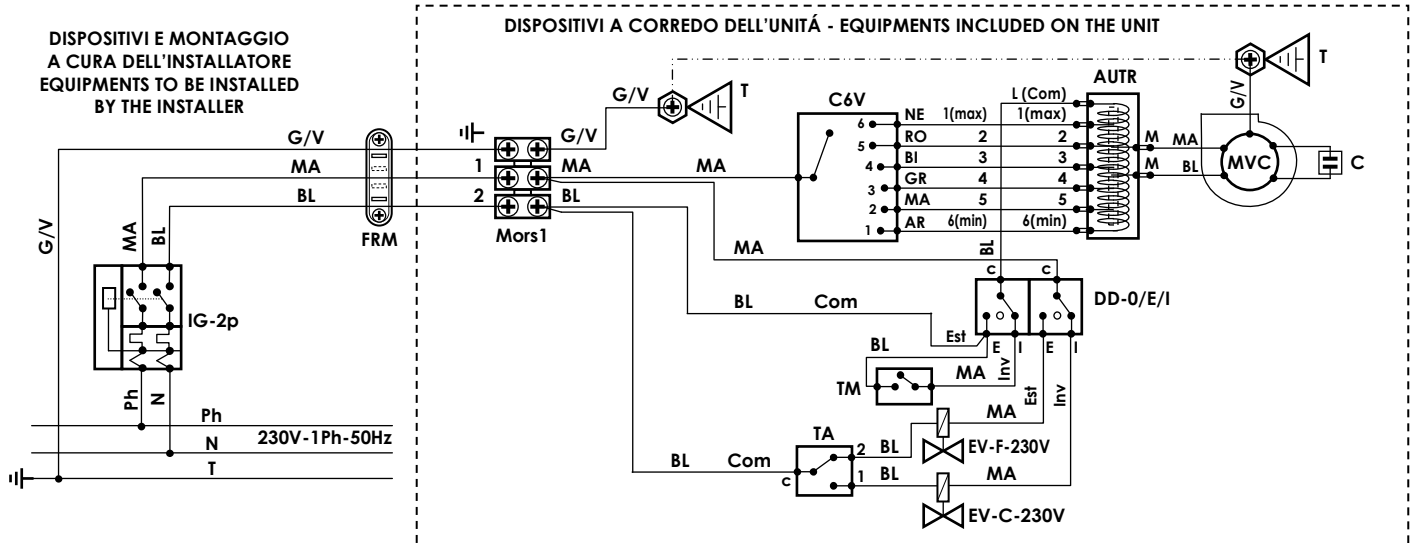 DISPOSITIVI A CORREDO DELL'UNITÁ - EQUIPMENTS INCLUDED ON THE UNIT
DISPOSITIVI E MONTAGGIO
A CURA DELL'INSTALLATORE
EQUIPMENTS TO BE INSTALLED
BY THE INSTALLER
T
T
AUTR
G/V
G/V
C6V
L (Com)
G/V
G/V
6
NE
1(max)
1(max)
5
RO
2
2
M
MA
MA
1
MA
MA
4
BI
3
3
MVC
C
3
GR
4
4
M
BL
BL
2
BL
2
MA
5
5
1
AR
6(min)
6(min)
FRM
Mors1
G/V
MA
BL
MA
BL
c
c
DD-0/E/I
BL
Com
IG-2p
Est
E
I
E
I
BL
TM
MA
Inv
Est
Inv
Ph
N
Ph
230V-1Ph-50Hz
N
T
TA
2
BL
MA
EV-F-230V
BL
Com
c
1
BL
MA
EV-C-230V